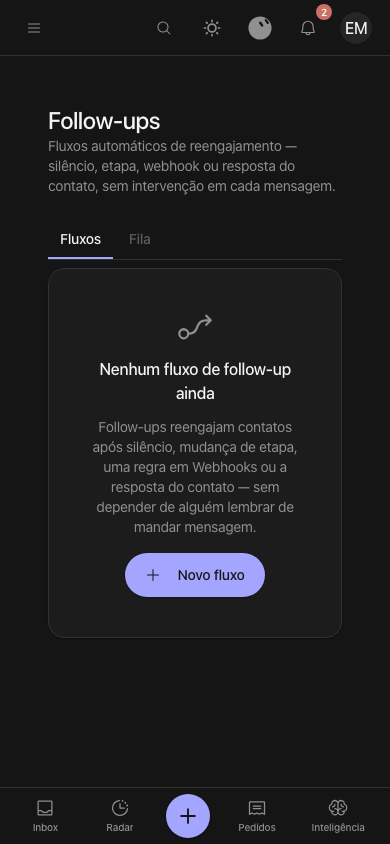 2
EM
Follow-ups
Fluxos automáticos de reengajamento —
silêncio, etapa, webhook ou resposta do
contato, sem intervenção em cada mensagem.
Fluxos
Fila
Nenhum fluxo de follow-up
ainda
Follow-ups reengajam contatos
após silêncio, mudança de etapa,
uma regra em Webhooks ou a
resposta do contato — sem
depender de alguém lembrar de
mandar mensagem.
Novo fluxo
Inbox
Radar
Pedidos
Inteligência